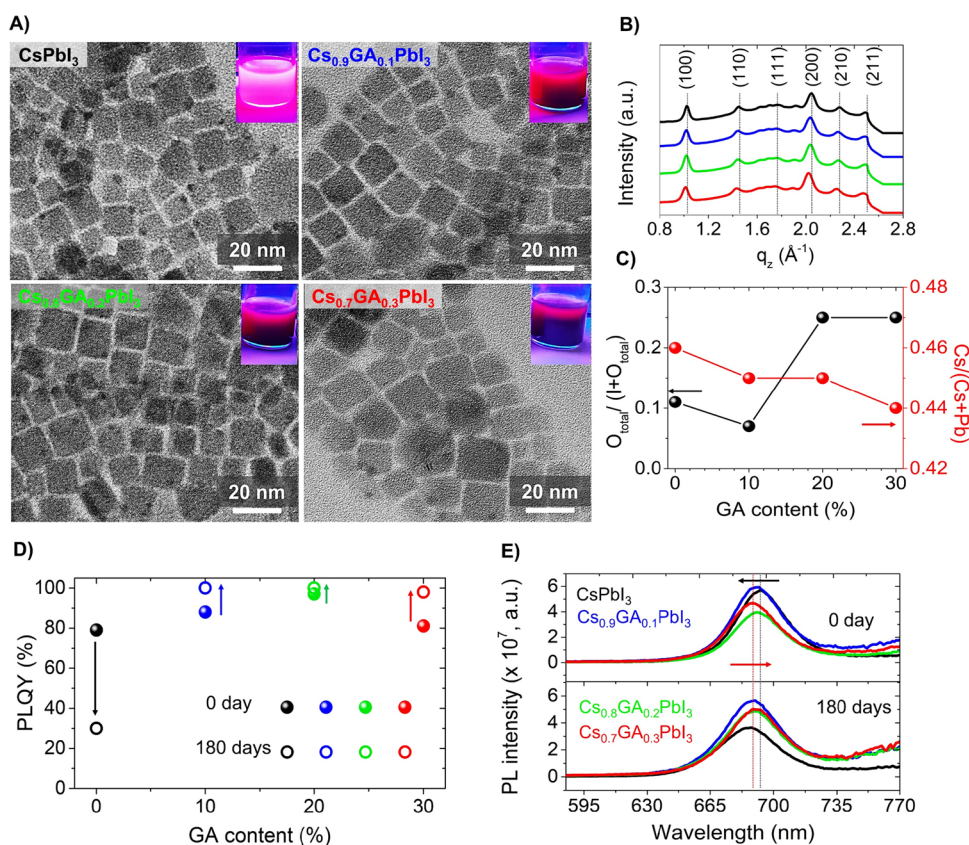 A)
CsPbI₃
Cs₀.₉GA₀.₁PbI₃
20 nm
20 nm
Cs₀.₈GA₀.₂PbI₃
Cs₀.₇GA₀.₃PbI₃
20 nm
20 nm
B)
(100)
(110)
(111)
(200)
(210)
(211)
Intensity (a.u.)
0.8 1.2 1.6 2.0 2.4 2.8
q_z (Å⁻¹)
C)
0.2
0.1
0.0
O_total/ (I+O_total)
0.48
0.46
0.44
0.42
Cs/(Cs+Pb)
0 10 20 30
GA content (%)
D)
100
80
60
40
20
0
PLQY (%)
0 day
180 days
0 10 20 30
GA content (%)
E)
PL intensity (x 10⁷, a.u.)
6
4
2
0
CsPbI₃
Cs₀.₉GA₀.₁PbI₃
0 day
6
4
2
0
Cs₀.₈GA₀.₂PbI₃
Cs₀.₇GA₀.₃PbI₃
180 days
595 630 665 700 735 770
Wavelength (nm)